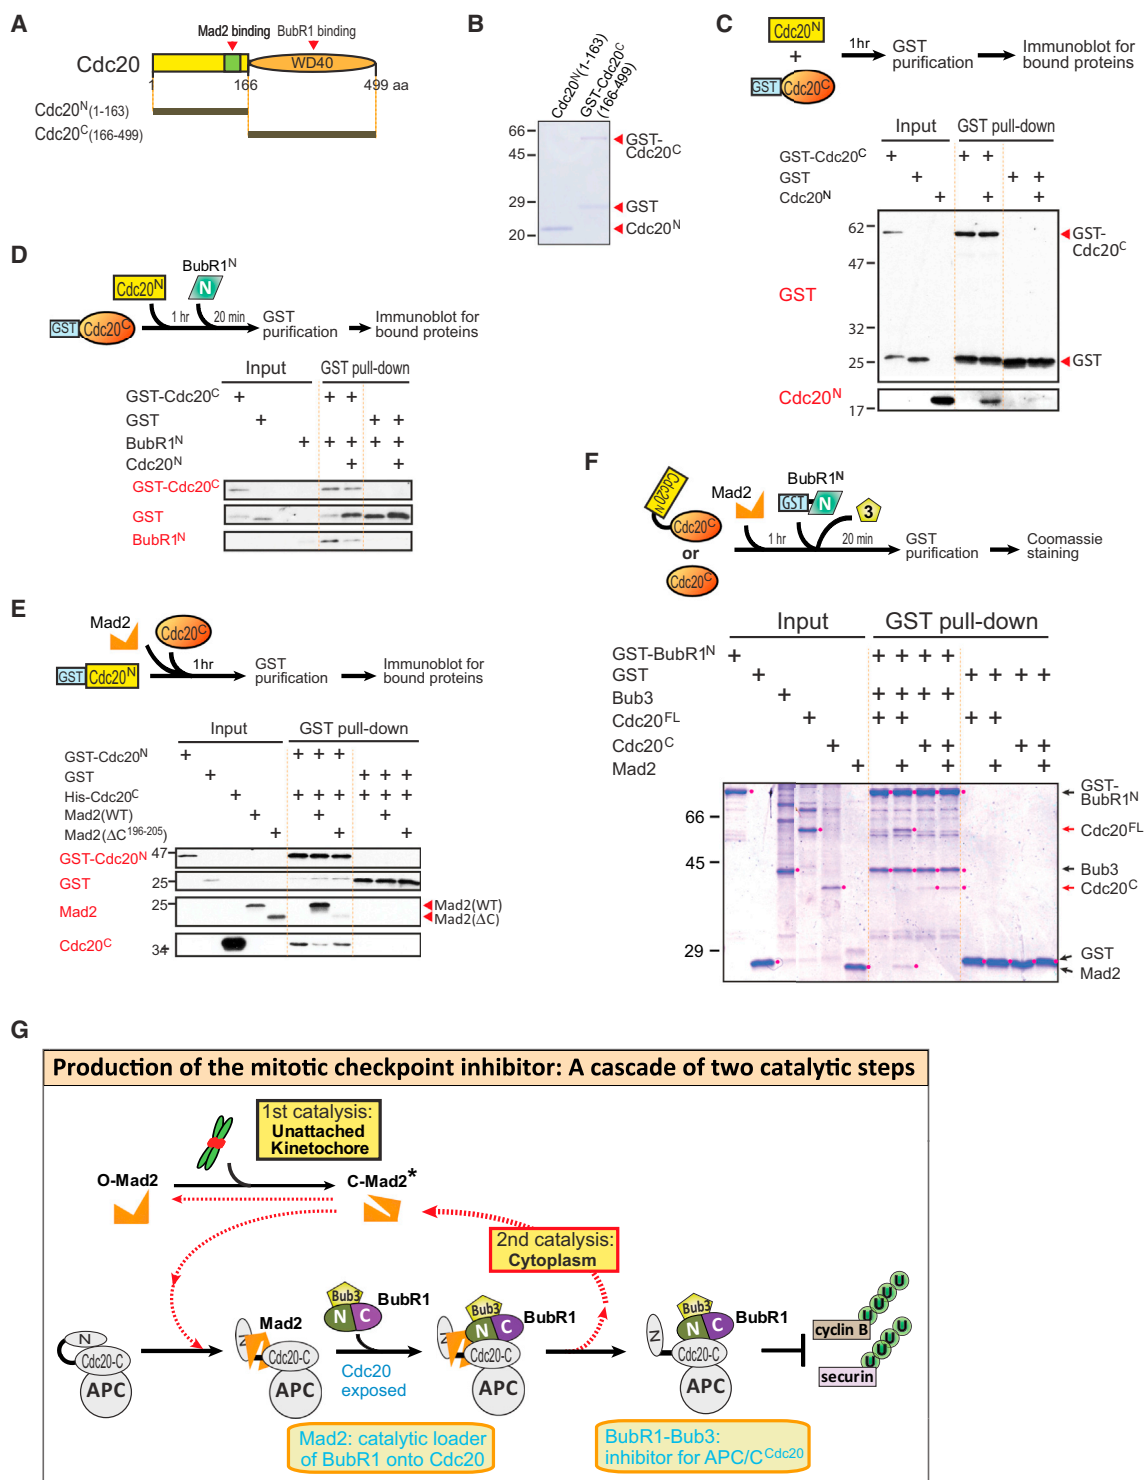 A
Mad2 binding
BubR1 binding
Cdc20
WD40
1
166
499 aa
Cdc20N(1-163)
Cdc20C(166-499)
B
Cdc20N(1-163)
GST-Cdc20C
(166-499)
66
45
29
20
GST-
Cdc20C
GST
Cdc20N
C
Cdc20N
+
GST
Cdc20C
1hr
GST
purification
Immunoblot for
bound proteins
Input
GST pull-down
GST-Cdc20C + + +
GST + + +
Cdc20N + + +
62
47
32
25
17
GST
Cdc20N
GST-
Cdc20C
GST
D
Cdc20N
BubR1N
N
GST
Cdc20C
1 hr
20 min
GST
purification
Immunoblot for
bound proteins
Input
GST pull-down
GST-Cdc20C + + +
GST + + +
BubR1N + + + + +
Cdc20N + +
GST-Cdc20C
GST
BubR1N
E
Mad2
Cdc20C
GST
Cdc20N
1hr
GST
purification
Immunoblot for
bound proteins
Input
GST pull-down
GST-Cdc20N + + + +
GST + + + +
His-Cdc20C + + + + + + +
Mad2(WT) + + +
Mad2(ΔC196-205) + + +
GST-Cdc20N
47
GST
25
Mad2
25
Mad2(WT)
Mad2(ΔC)
Cdc20C
34
F
Cdc20N
Cdc20C
or
Cdc20C
Mad2
BubR1N
GST
N
3
1 hr
20 min
GST
purification
Coomassie
staining
Input
GST pull-down
GST-BubR1N + + + + +
GST + + + + +
Bub3 + + + + +
Cdc20FL + + + + +
Cdc20C + + + + +
Mad2 + + + + +
66
45
29
GST-
BubR1N
Cdc20FL
Bub3
Cdc20C
GST
Mad2
G
Production of the mitotic checkpoint inhibitor: A cascade of two catalytic steps
1st catalysis:
Unattached
Kinetochore
O-Mad2
C-Mad2*
2nd catalysis:
Cytoplasm
N
Cdc20-C
APC
Mad2
N
Cdc20-C
APC
Bub3
N C
BubR1
Cdc20
exposed
Bub3
N C
BubR1
N
Cdc20-C
APC
Bub3
N C
BubR1
N
Cdc20-C
APC
U U U U
cyclin B
U U U U
securin
Mad2: catalytic loader
of BubR1 onto Cdc20
BubR1-Bub3:
inhibitor for APC/CCdc20